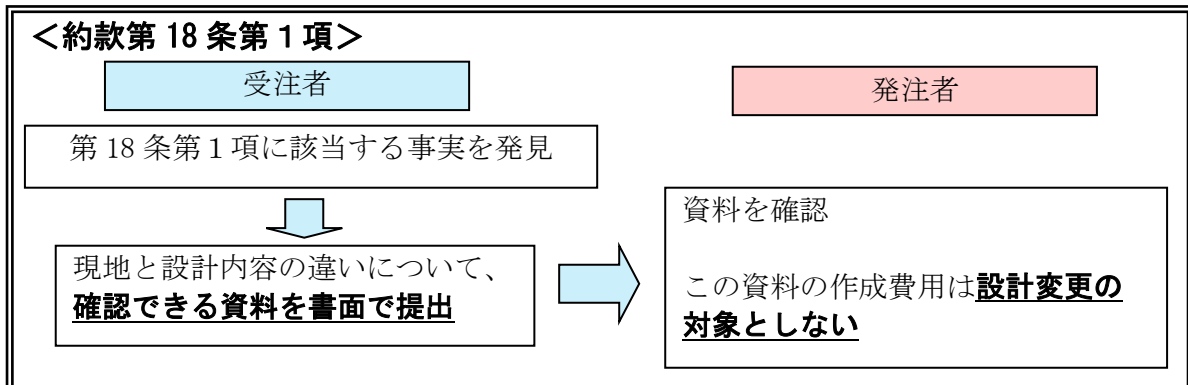 ＜約款第 18 条第１項＞
受注者
発注者
第 18 条第１項に該当する事実を発見
現地と設計内容の違いについて、
確認できる資料を書面で提出
資料を確認
この資料の作成費用は設計変更の
対象としない